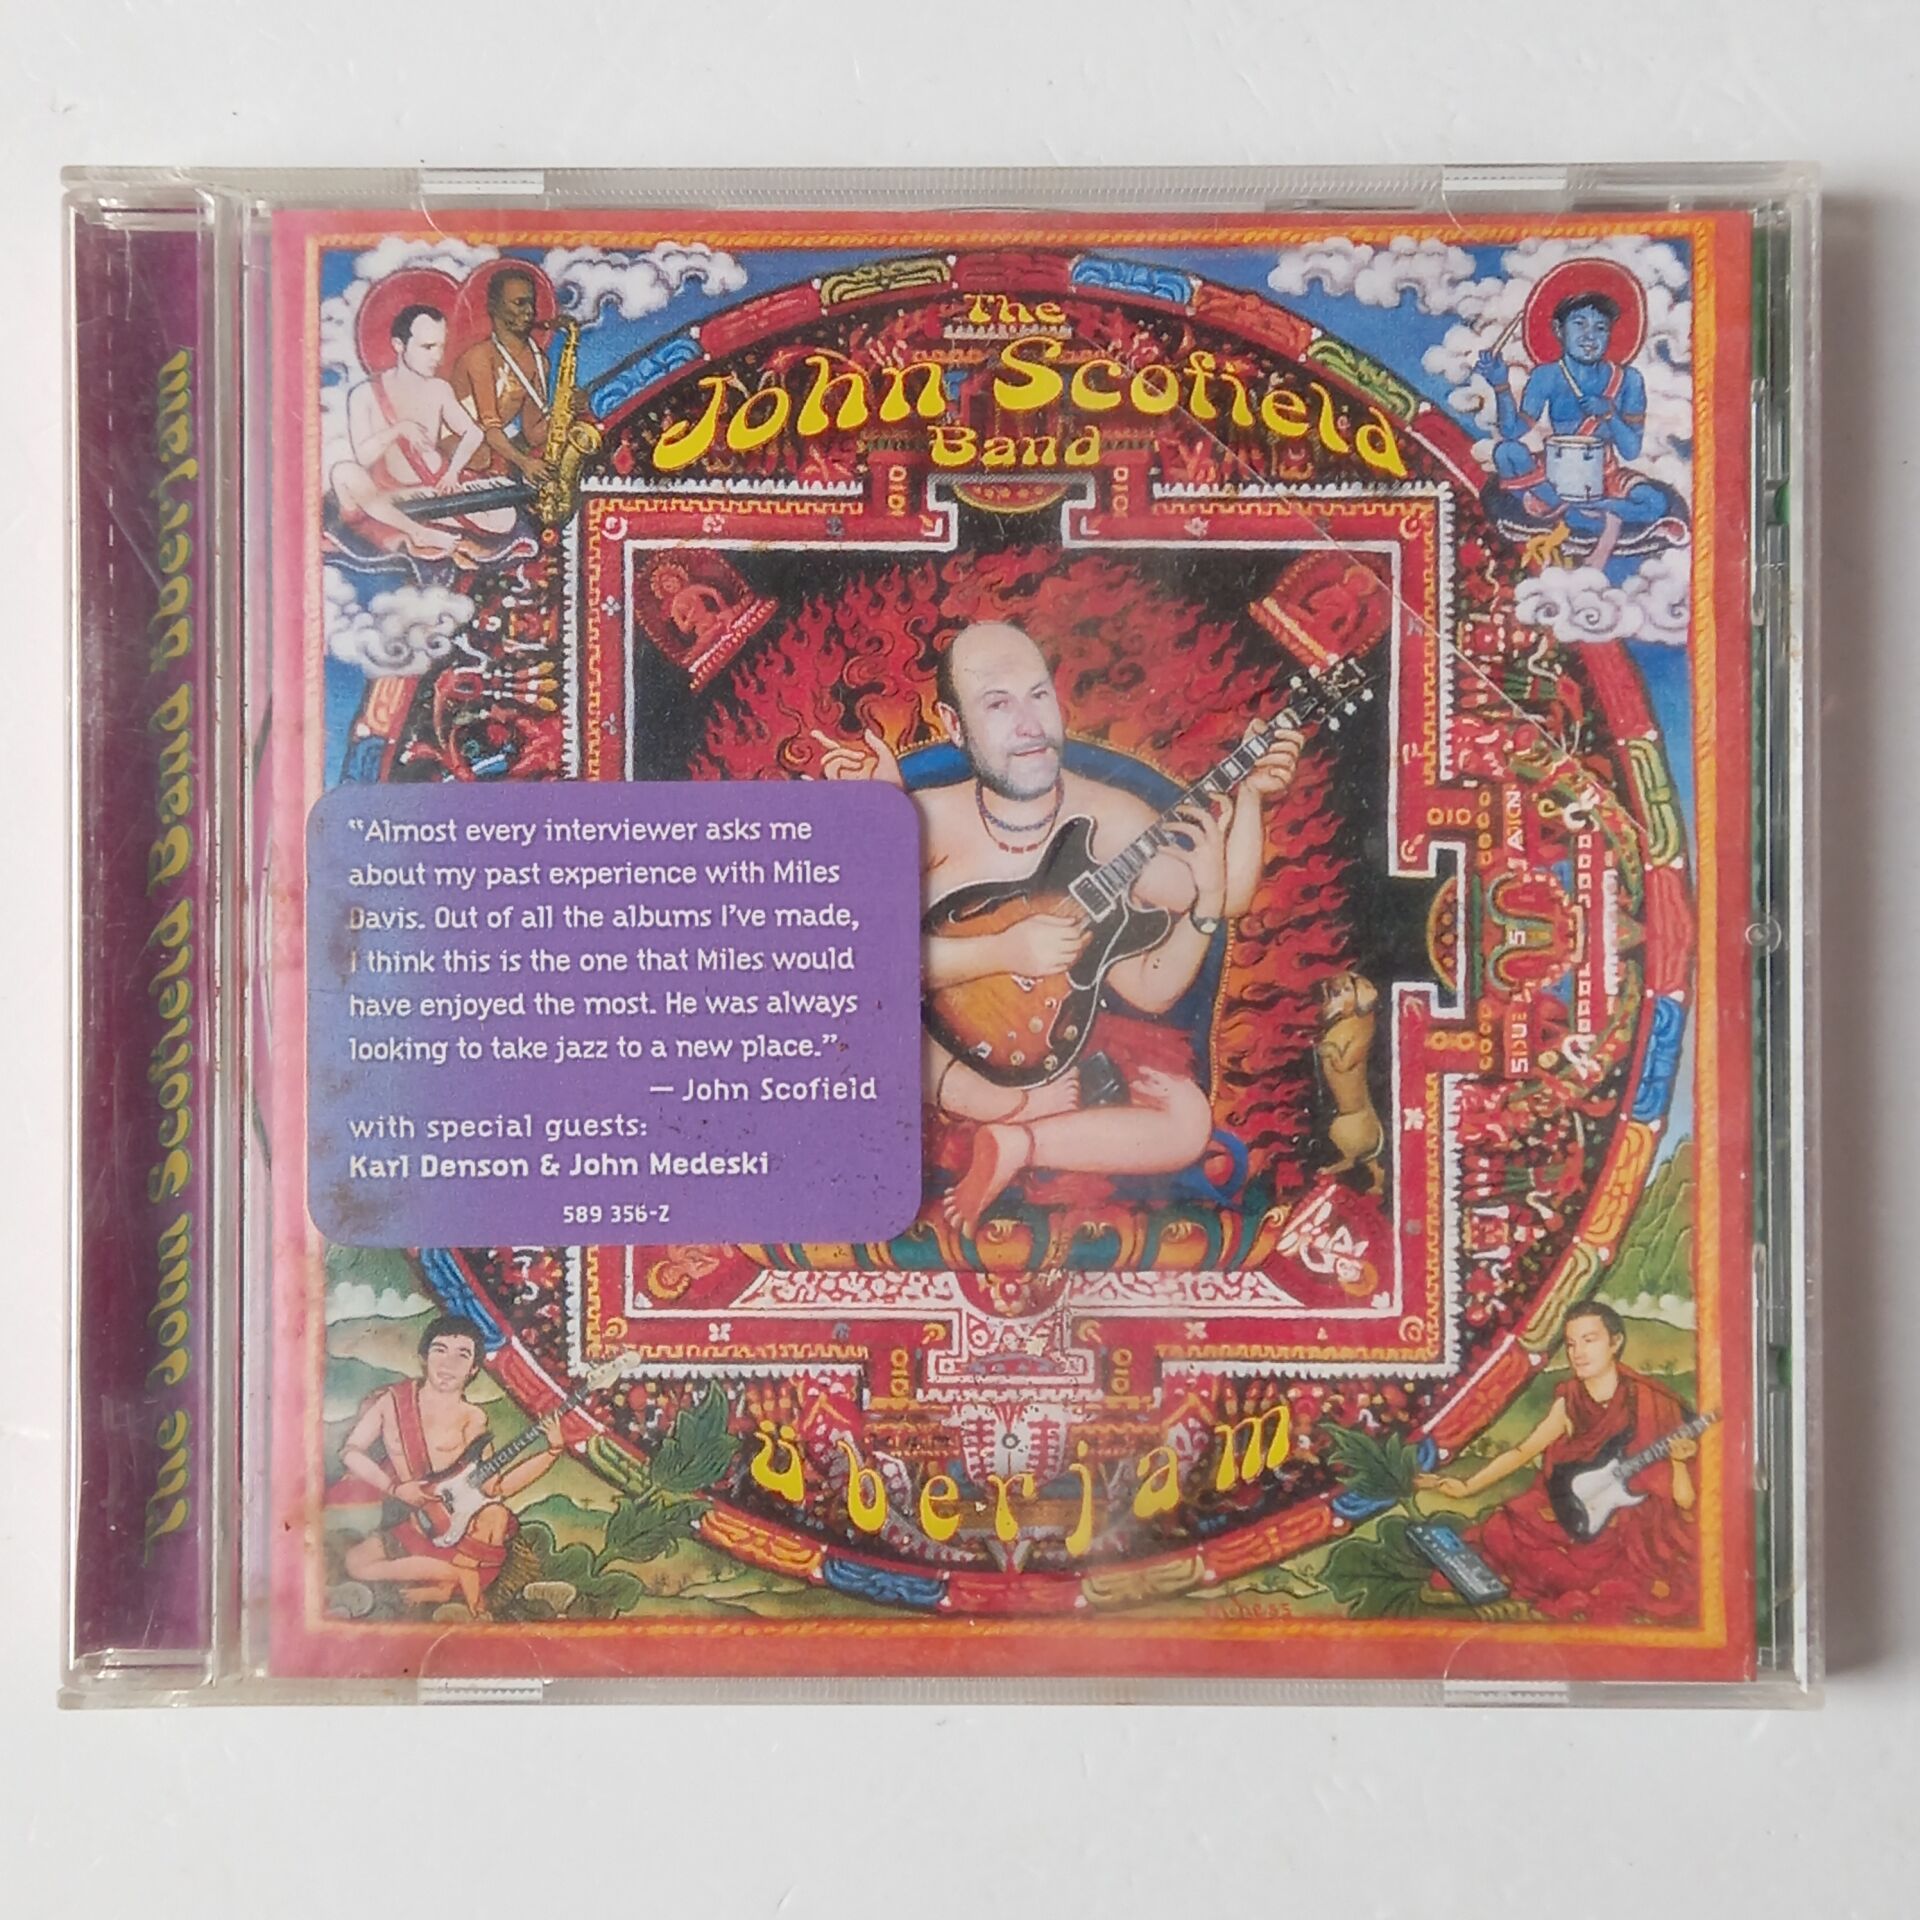 The
John Scofield
Band
The John Scofield Band überjam
"Almost every interviewer asks me
about my past experience with Miles
Davis. Out of all the albums I've made,
I think this is the one that Miles would
have enjoyed the most. He was always
looking to take jazz to a new place."
— John Scofield
with special guests:
Karl Denson & John Medeski
589 356-2
überjam